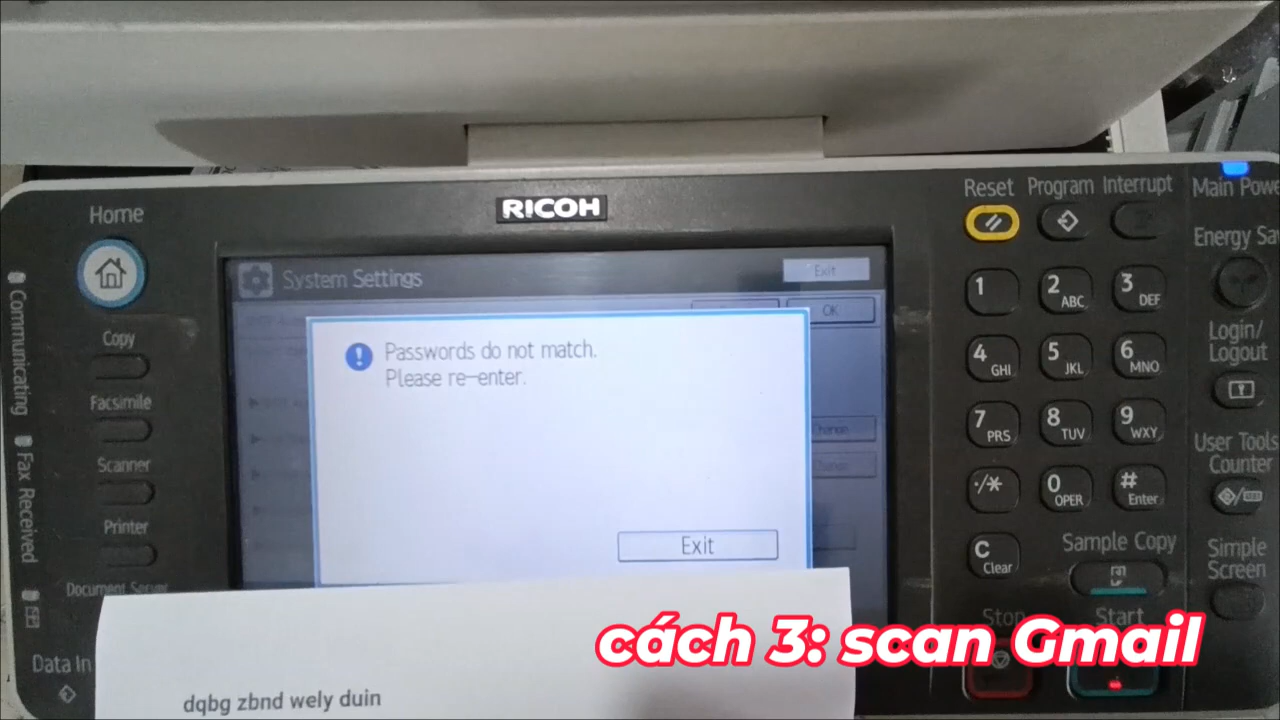 Home
RICOH
Reset Program Interrupt
Main Powe
Energy Sa
System Settings
Exit
OK
Passwords do not match.
Please re-enter.
Change
Change
Exit
Communicating
Fax Received
Data In
Copy
Facsimile
Scanner
Printer
Document Server
1
2 ABC
3 DEF
4 GHI
5 JKL
6 MNO
7 PRS
8 TUV
9 WXY
./*
0 OPER
# Enter
C Clear
Login/
Logout
User Tools
Counter
Simple
Screen
Sample Copy
Stop
Start
cách 3: scan Gmail
dqbg zbnd wely duin